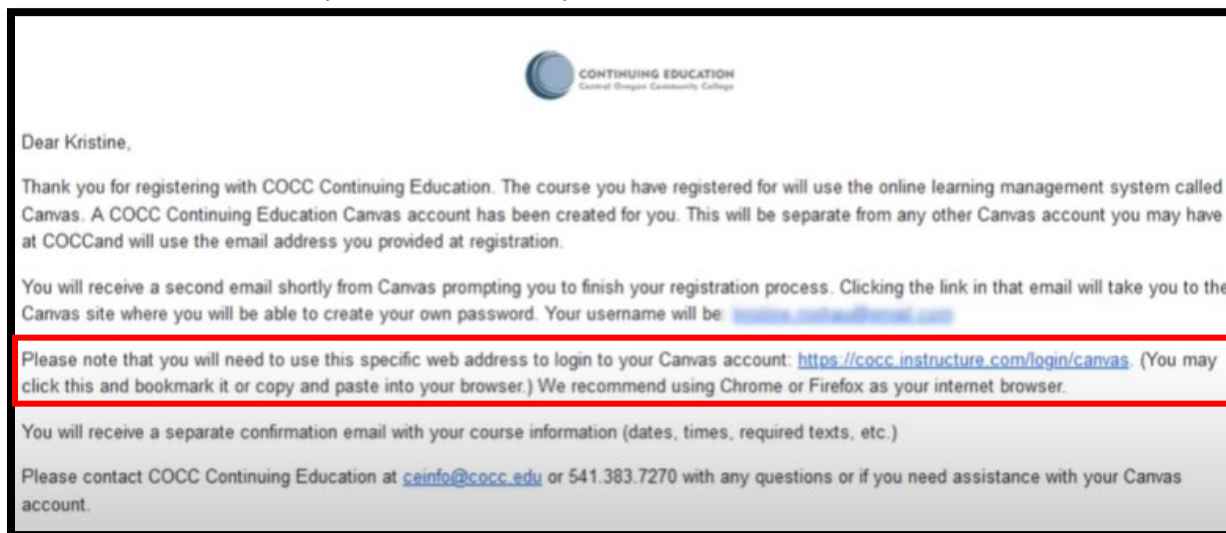 CONTINUING EDUCATION
Central Oregon Community College
Dear Kristine,
Thank you for registering with COCC Continuing Education. The course you have registered for will use the online learning management system called
Canvas. A COCC Continuing Education Canvas account has been created for you. This will be separate from any other Canvas account you may have
at COCCand will use the email address you provided at registration.
You will receive a second email shortly from Canvas prompting you to finish your registration process. Clicking the link in that email will take you to the
Canvas site where you will be able to create your own password. Your username will be
Please note that you will need to use this specific web address to login to your Canvas account: https://cocc.instructure.com/login/canvas. (You may
click this and bookmark it or copy and paste into your browser.) We recommend using Chrome or Firefox as your internet browser.
You will receive a separate confirmation email with your course information (dates, times, required texts, etc.)
Please contact COCC Continuing Education at ceinfo@cocc.edu or 541.383.7270 with any questions or if you need assistance with your Canvas
account.